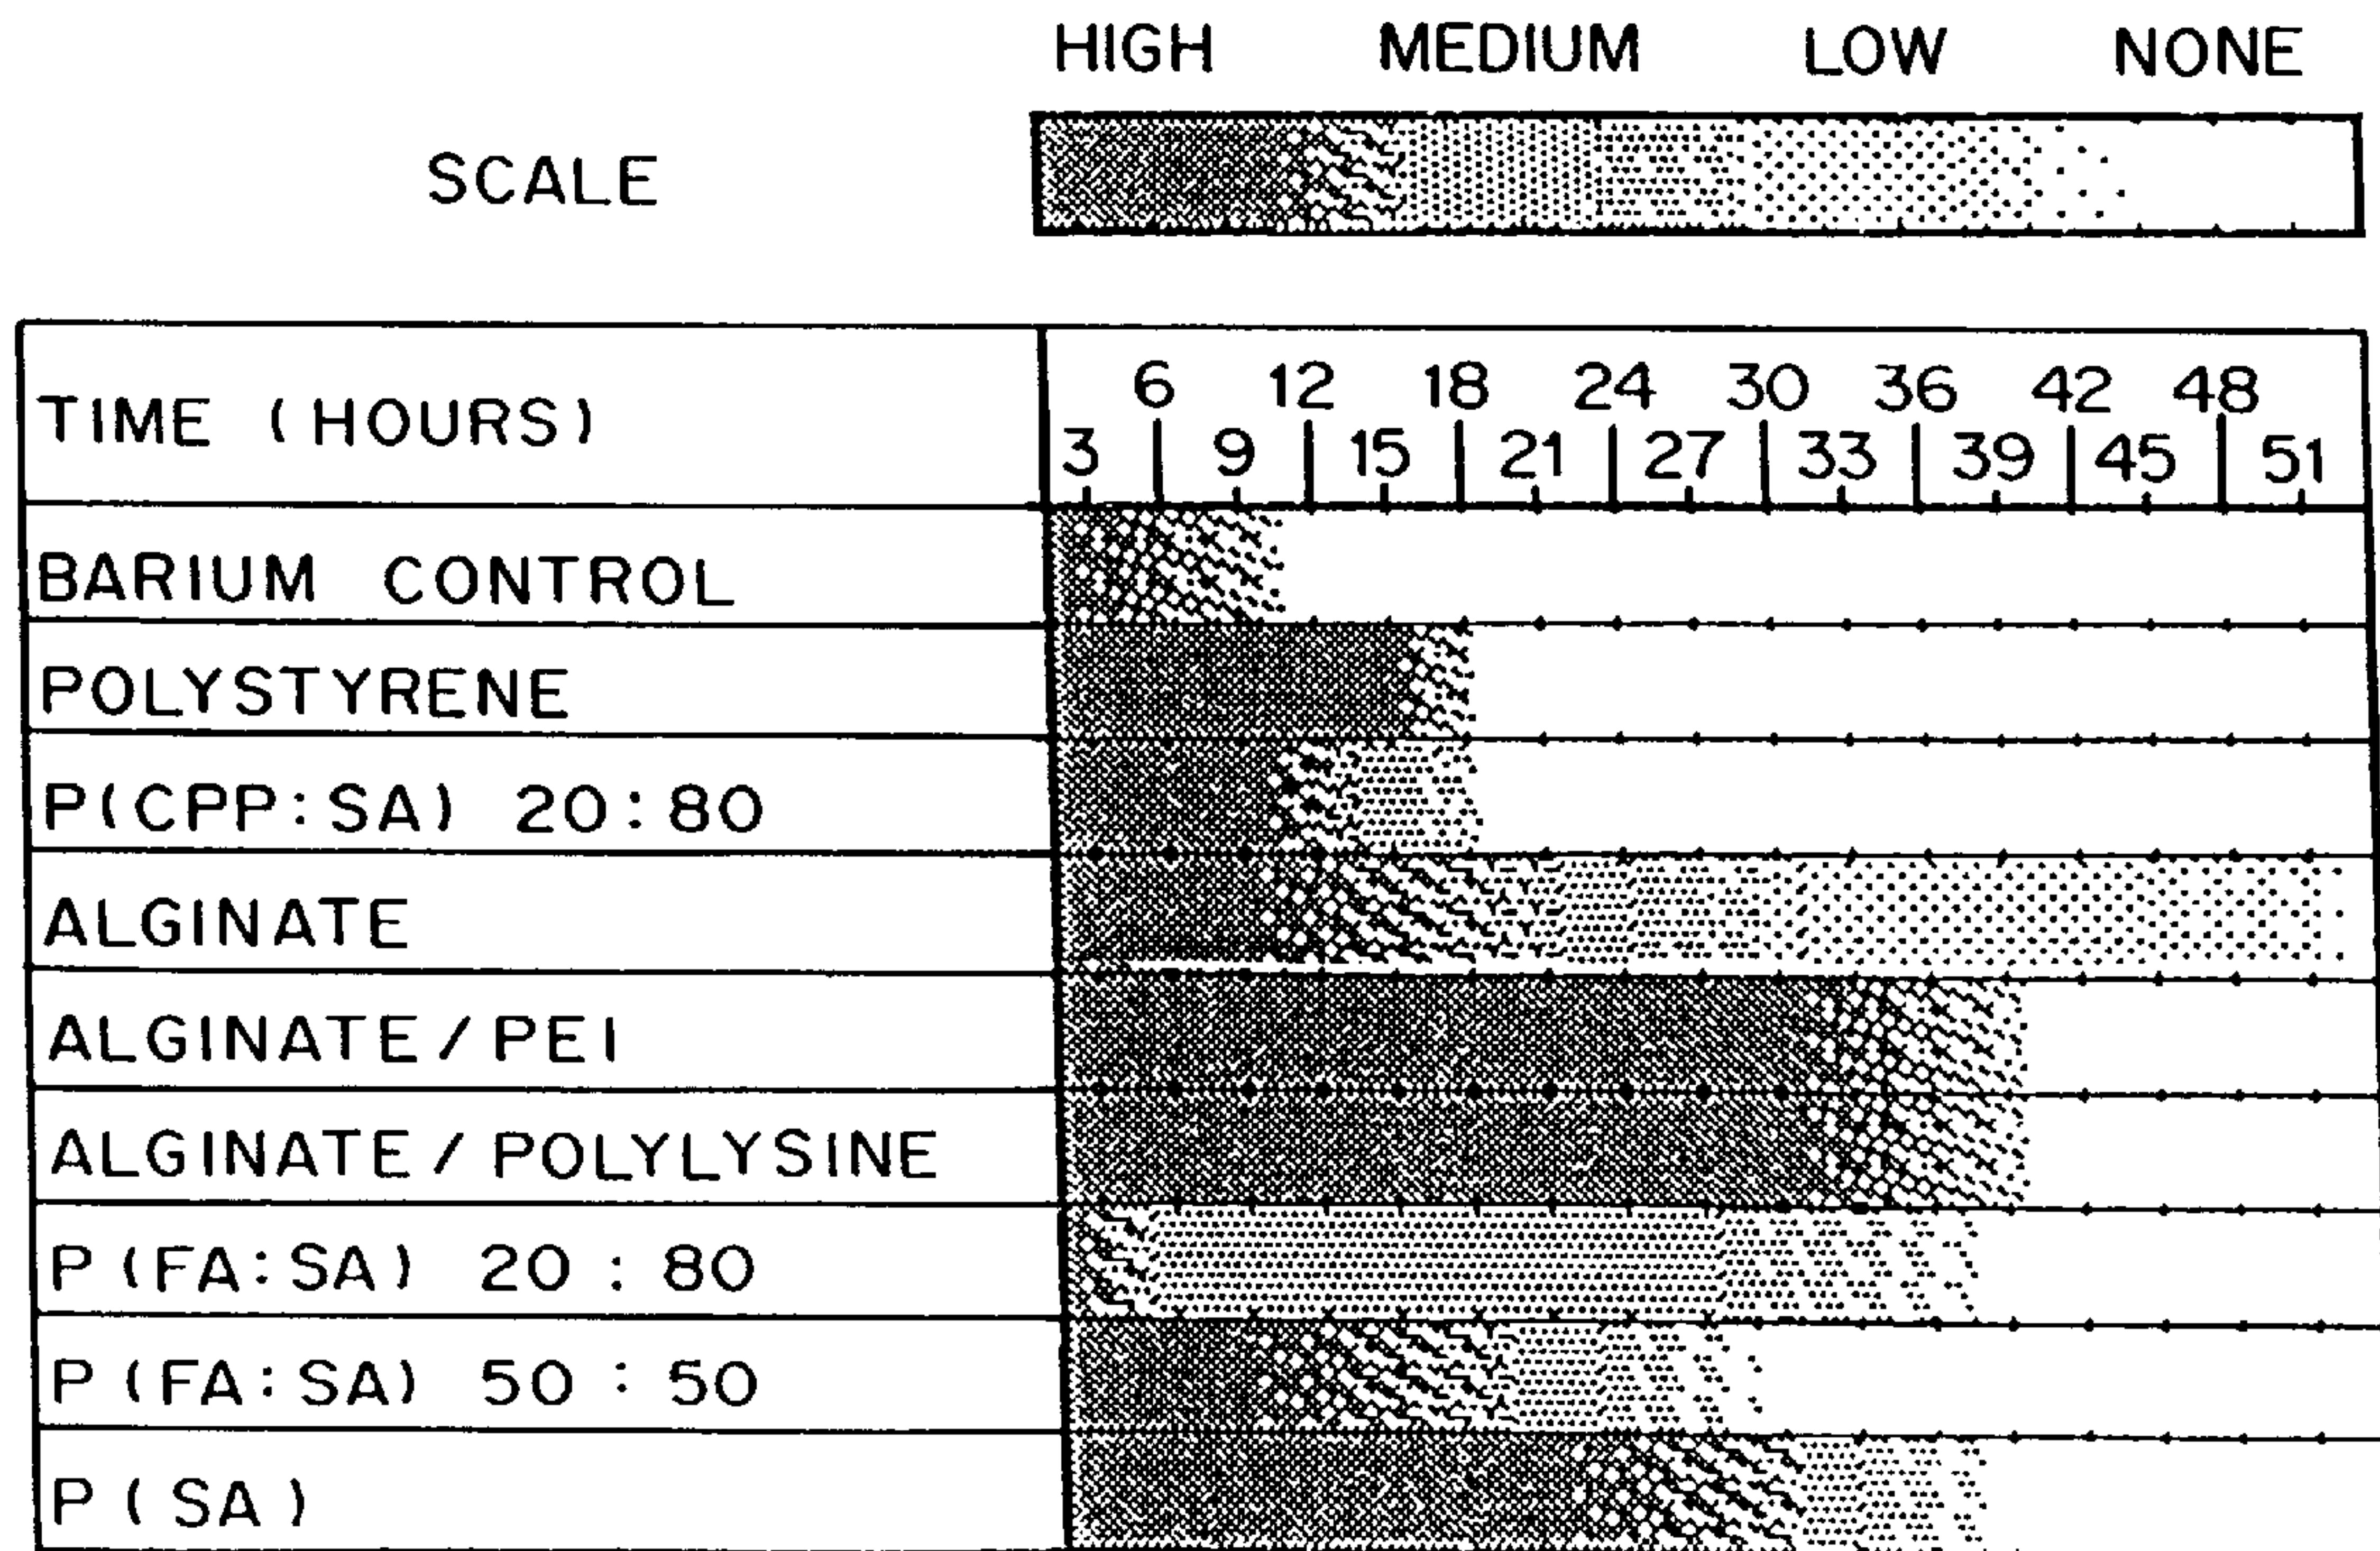 HIGH MEDIUM LOW NONE
SCALE
6 12 18 24 30 36 42 48
TIME (HOURS)
3 9 15 21 27 33 39 45 51
BARIUM CONTROL
POLYSTYRENE
P(CPP:SA) 20:80
ALGINATE
ALGINATE / PEI
ALGINATE / POLYLYSINE
P (FA:SA) 20 : 80
P (FA:SA) 50 : 50
P ( SA )